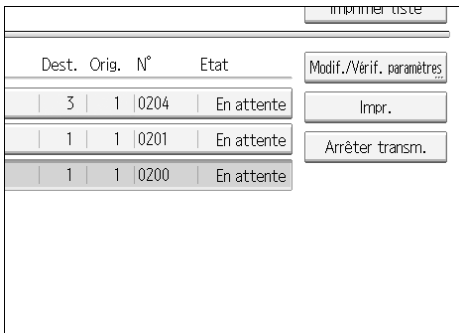 Imprimer liste
Dest. Orig. N° Etat
Modif./Vérif. paramètres
3 1 0204 En attente
Impr.
1 1 0201 En attente
Arrêter transm.
1 1 0200 En attente